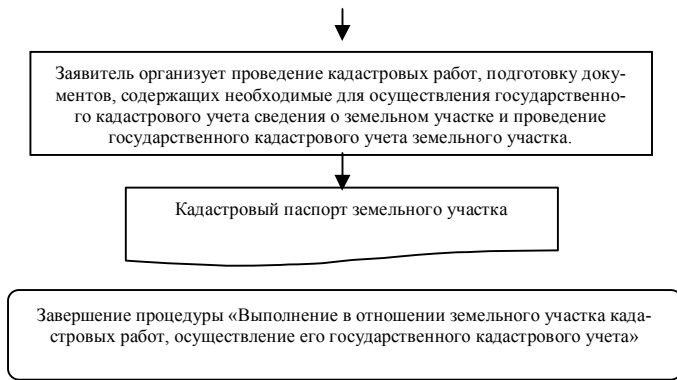 Заявитель организует проведение кадастровых работ, подготовку доку-
ментов, содержащих необходимые для осуществления государственно-
го кадастрового учета сведения о земельном участке и проведение
государственного кадастрового учета земельного участка.
Кадастровый паспорт земельного участка
Завершение процедуры «Выполнение в отношении земельного участка када-
стровых работ, осуществление его государственного кадастрового учета»